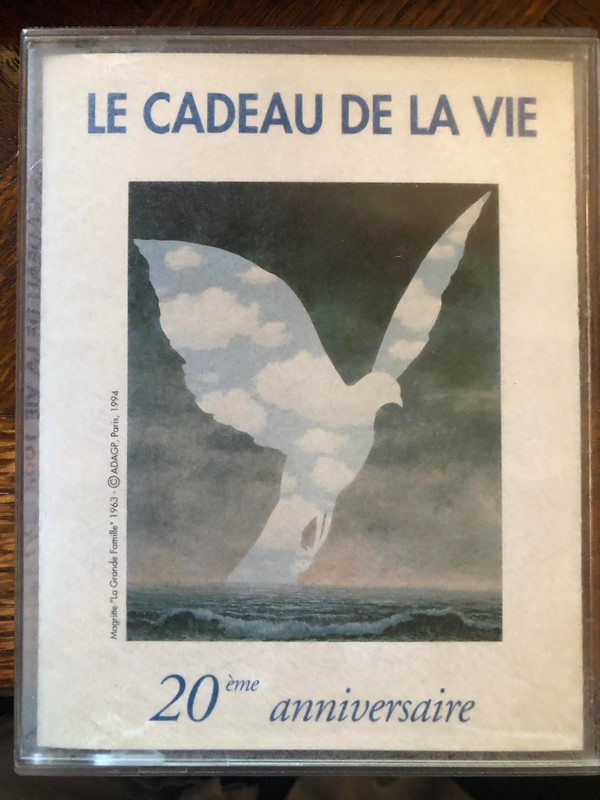 LE CADEAU DE LA VIE
Magritte "La Grande Famille" 1963 - © ADAGP, Paris, 1994
20ème anniversaire